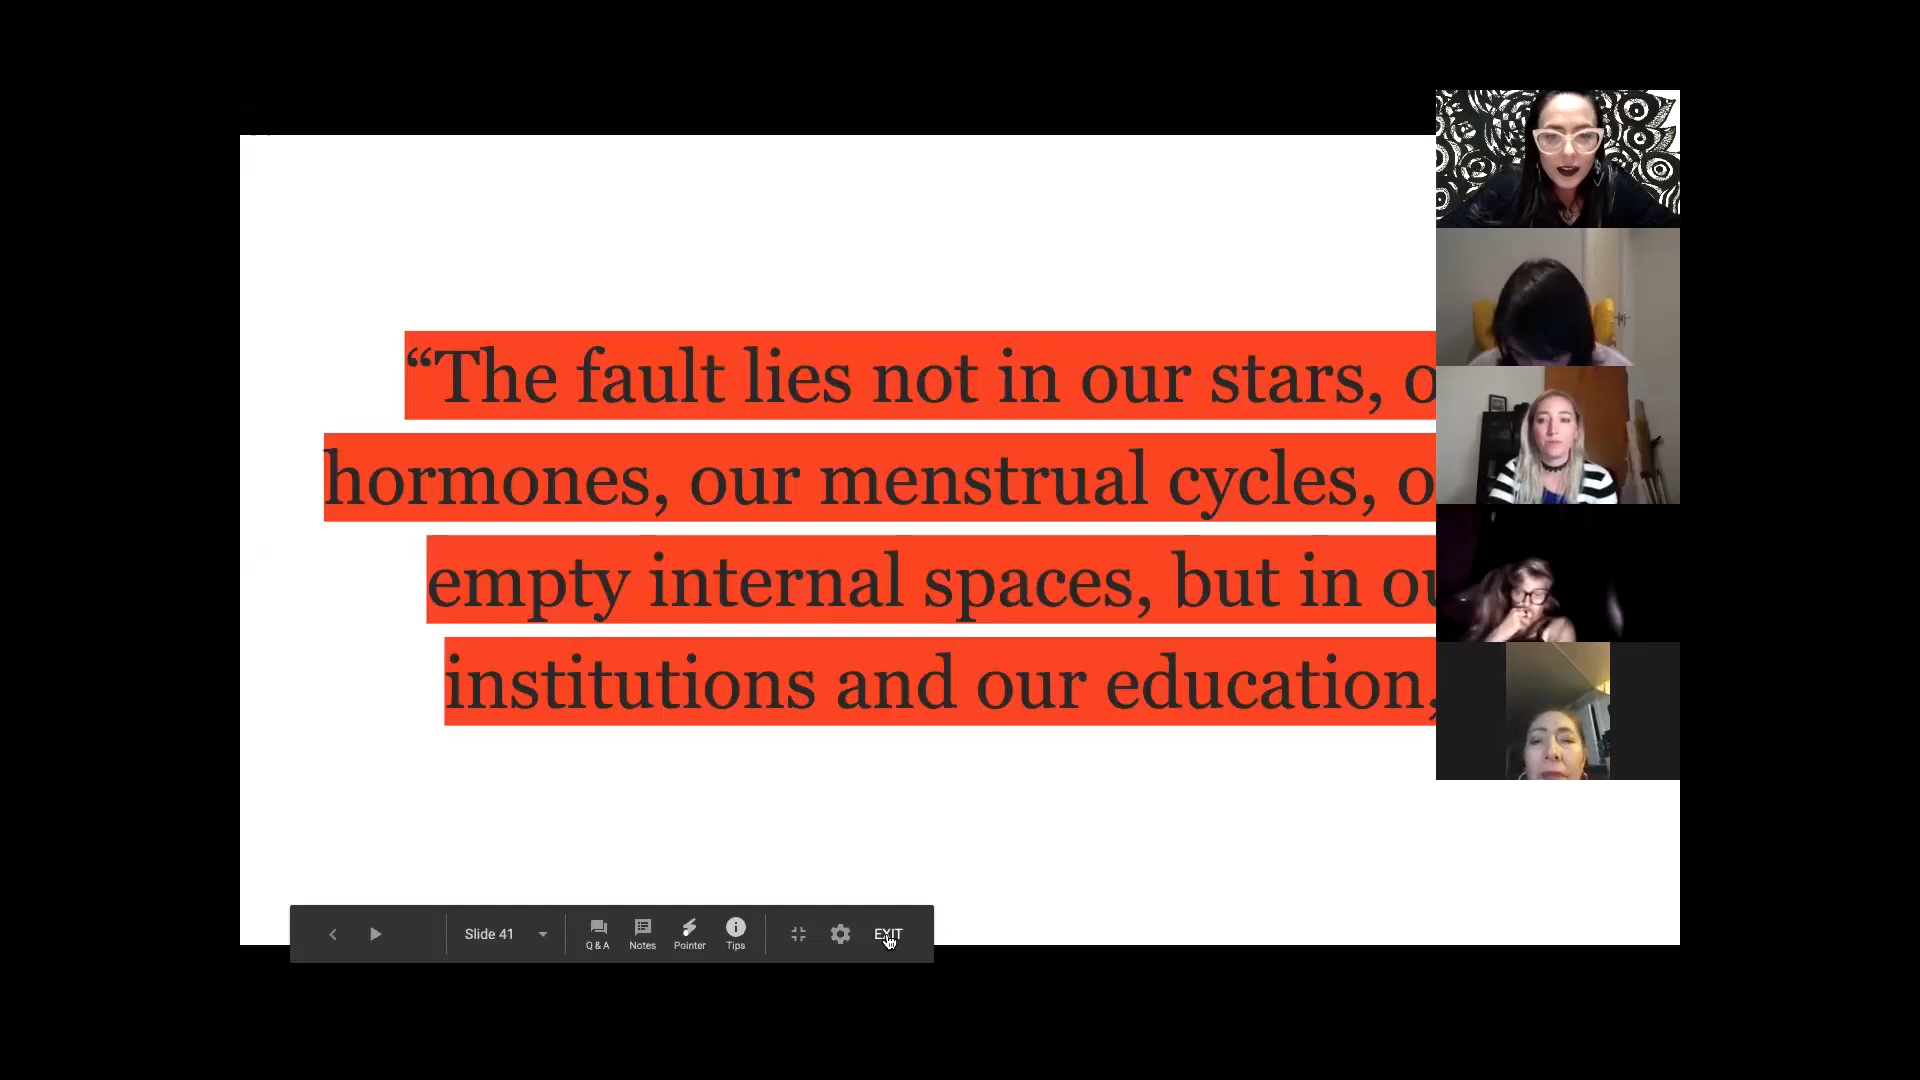 “The fault lies not in our stars,
hormones, our menstrual cycles,
empty internal spaces, but in
institutions and our education,
Slide 41
Q & A
Notes
Pointer
Tips
EXIT